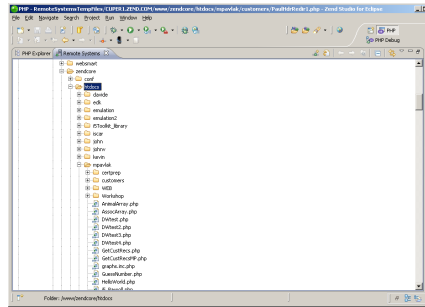 PHP - RemoteSystemsTempFiles/CUPER1.ZEND.COM/www/zendcore/htdocs/mpavlak/customers/PaulHdrRedir1.php - Zend Studio for Eclipse
File Edit Navigate Search Project Run Window Help
PHP
PHP Debug
PHP Explorer Remote Systems
websmart
zendcore
conf
htdocs
davide
edk
emulation
emulation2
i5Toolkit_library
iscar
john
johnv
kevin
mpavlak
certprep
customers
WEB
Workshop
AnimalArray.php
AssocArray.php
DWtest.php
DWtest2.php
DWtest3.php
DWtest4.php
GetCustRecs.php
GetCustRecsMP.php
graphs.inc.php
GuessNumber.php
HelloWorld.php
Folder: /www/zendcore/htdocs